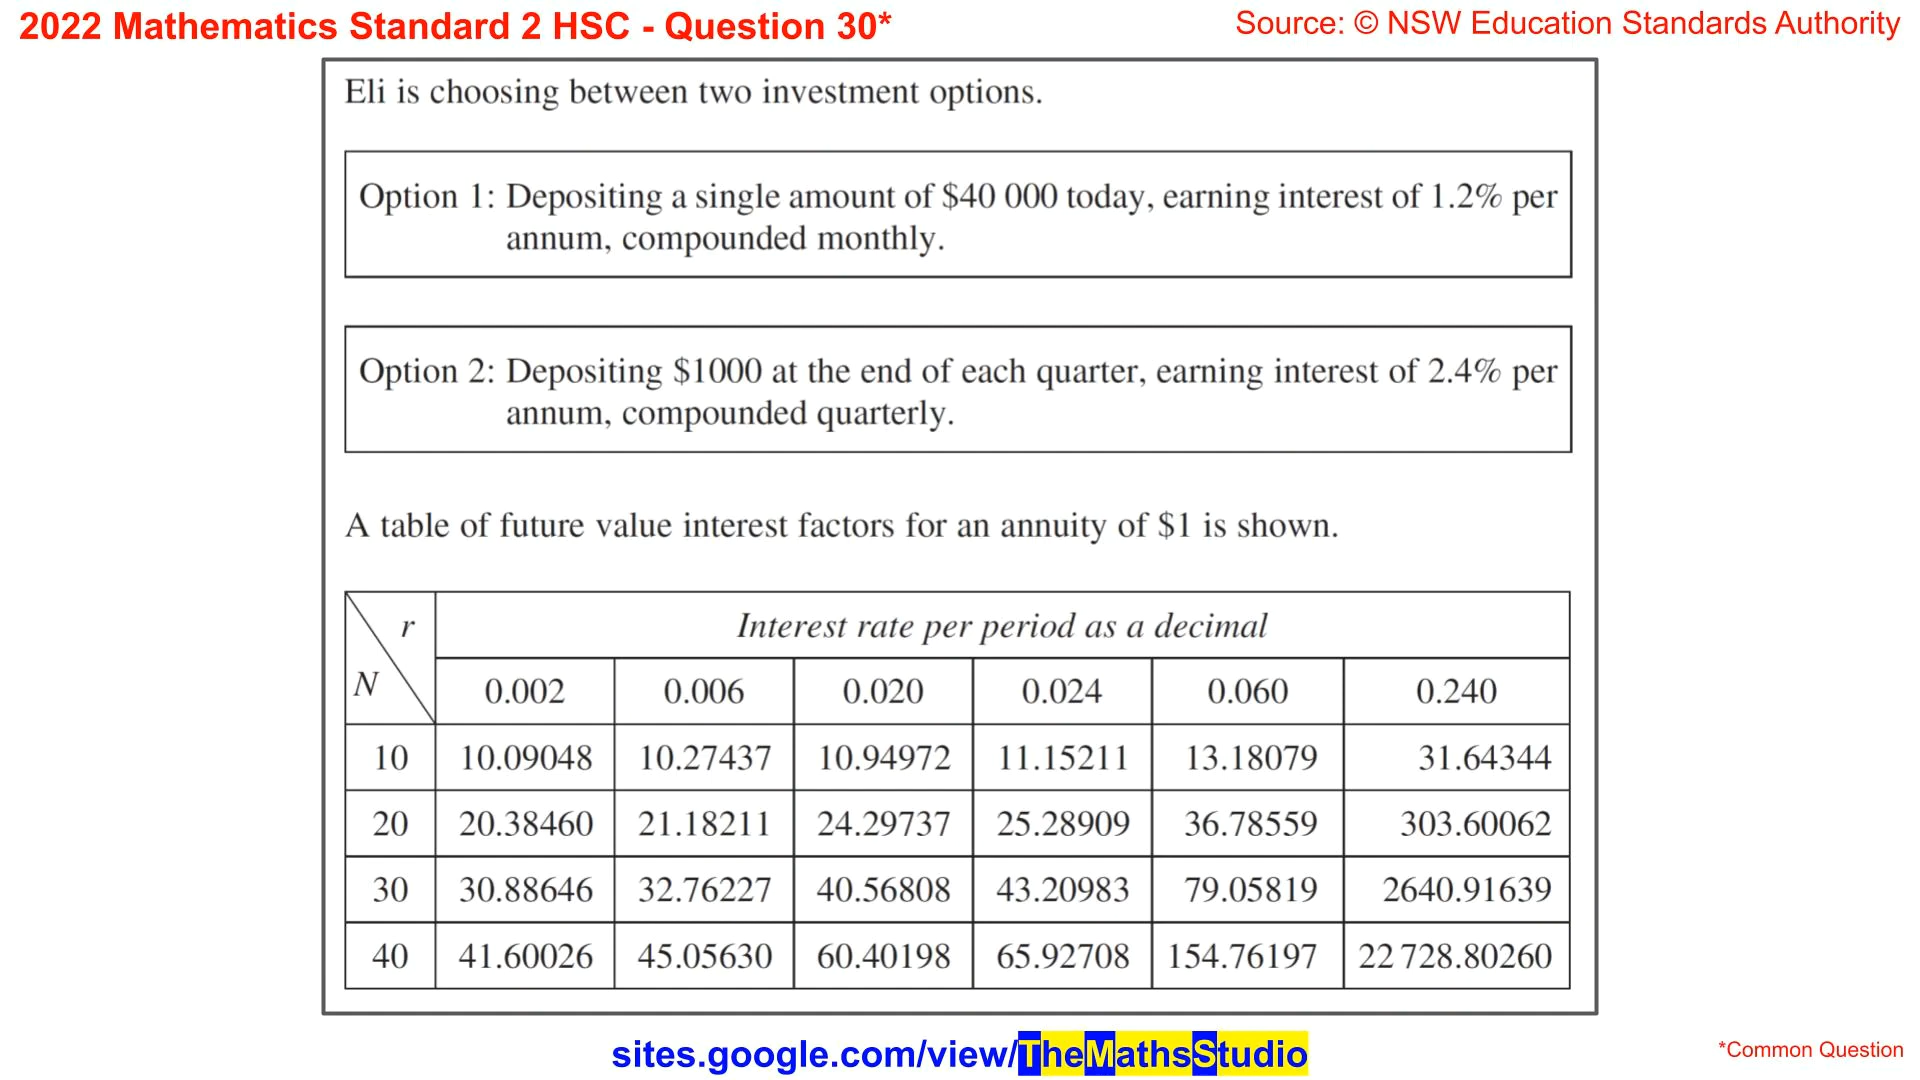 2022 Mathematics Standard 2 HSC - Question 30*
Source: © NSW Education Standards Authority
Eli is choosing between two investment options.
Option 1: Depositing a single amount of $40 000 today, earning interest of 1.2% per
annum, compounded monthly.
Option 2: Depositing $1000 at the end of each quarter, earning interest of 2.4% per
annum, compounded quarterly.
A table of future value interest factors for an annuity of $1 is shown.
r Interest rate per period as a decimal
N 0.002 0.006 0.020 0.024 0.060 0.240
10 10.09048 10.27437 10.94972 11.15211 13.18079 31.64344
20 20.38460 21.18211 24.29737 25.28909 36.78559 303.60062
30 30.88646 32.76227 40.56808 43.20983 79.05819 2640.91639
40 41.60026 45.05630 60.40198 65.92708 154.76197 22 728.80260
sites.google.com/view/TheMathsStudio
*Common Question